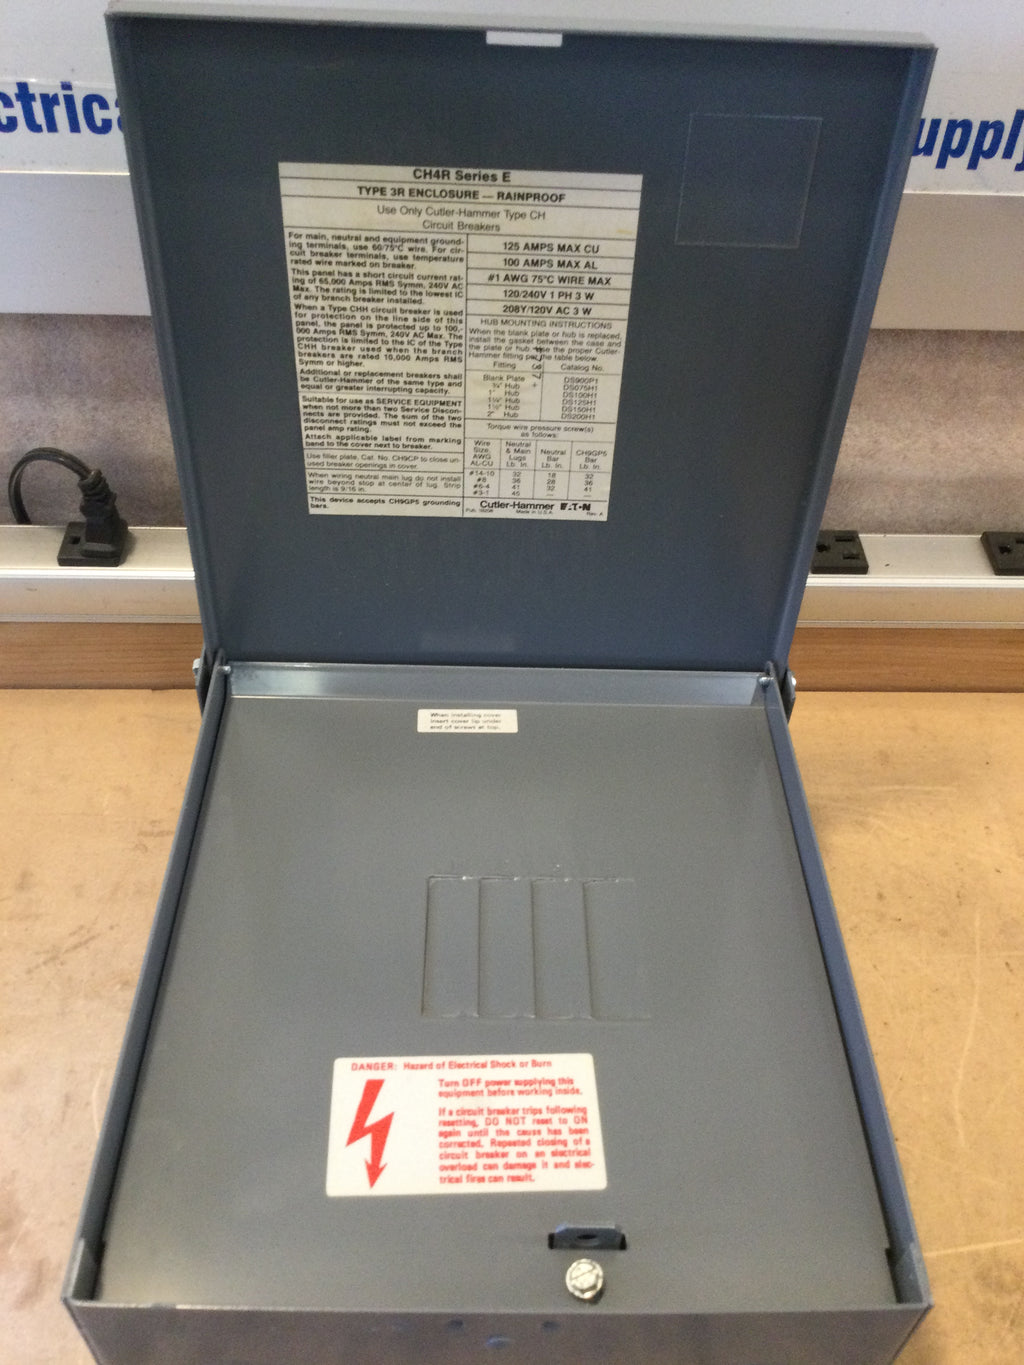 ctrica
upply
CH4R Series E
TYPE 3R ENCLOSURE — RAINPROOF
Use Only Cutler-Hammer Type CH
Circuit Breakers
For main, neutral and equipment ground-
ing terminals, use 60/75°C wire. For cir-
cuit breaker terminals, use temperature
rated wire marked on breaker.
This panel has a short circuit current rat-
ing of 65,000 Amps RMS Symm, 240V AC
Max. The rating is limited to the lowest IC
of any branch breaker installed.
When a Type CHH circuit breaker is used
for protection on the line side of this
panel, the panel is protected up to 100,-
000 Amps RMS Symm, 240V AC Max. The
protection is limited to the IC of the Type
CHH breaker used when the branch
breakers are rated 10,000 Amps RMS
Symm or higher.
Additional or replacement breakers shall
be Cutler-Hammer of the same type and
equal or greater interrupting capacity.
Suitable for use as SERVICE EQUIPMENT
when not more than two Service Discon-
nects are provided. The sum of the two
disconnect ratings must not exceed the
panel amp rating.
Attach applicable label from marking
band to the cover next to breaker.
Use filler plate, Cat. No. CH9CP to close un-
used breaker openings in cover.
When wiring neutral main lug do not install
wire beyond stop at center of lug. Strip
length is 9/16 in.
This device accepts CH9GP5 grounding
bars.
125 AMPS MAX CU
100 AMPS MAX AL
#1 AWG 75°C WIRE MAX
120/240V 1 PH 3 W
208Y/120V AC 3 W
HUB MOUNTING INSTRUCTIONS
When the blank plate or hub is replaced,
install the gasket between the case and
the plate or hub. Use the proper Cutler-
Hammer fitting per the table below.
Fitting Catalog No.
Blank Plate DS900P1
¾" Hub DS075H1
1" Hub DS100H1
1¼" Hub DS125H1
1½" Hub DS150H1
2" Hub DS200H1
Torque wire pressure screw(s)
as follows:
Wire Size, AWG AL-CU Neutral & Main Lugs Lb. In. Neutral Bar Lb. In. CH9GP5 Bar Lb. In.
#14-10 32 18 32
#8 36 28 36
#6-4 41 32 41
#3-1 45 — —
Cutler-Hammer EATON
Made in U.S.A. Rev. A
When installing cover
insert cover lip under
end of screws at top.
DANGER: Hazard of Electrical Shock or Burn
Turn OFF power supplying this
equipment before working inside.
If a circuit breaker trips following
resetting, DO NOT reset to ON
again until the cause has been
corrected. Repeated closing of a
circuit breaker on an electrical
overload can damage it and elec-
trical fires can result.